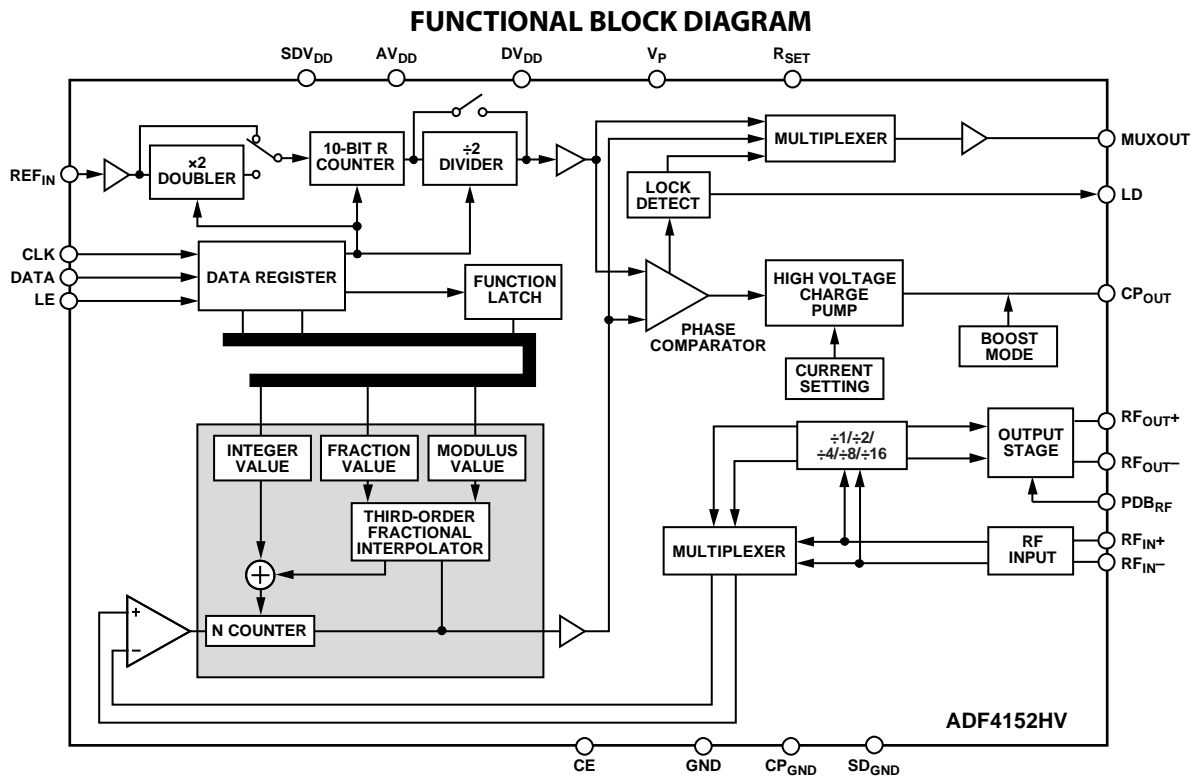 FUNCTIONAL BLOCK DIAGRAM
SDVDD
AVDD
DVDD
VP
RSET
REFIN
×2
DOUBLER
10-BIT R
COUNTER
÷2
DIVIDER
MULTIPLEXER
MUXOUT
LOCK
DETECT
LD
CLK
DATA
LE
DATA REGISTER
FUNCTION
LATCH
PHASE
COMPARATOR
HIGH VOLTAGE
CHARGE
PUMP
CPOUT
BOOST
MODE
CURRENT
SETTING
INTEGER
VALUE
FRACTION
VALUE
MODULUS
VALUE
THIRD-ORDER
FRACTIONAL
INTERPOLATOR
+
N COUNTER
+
−
÷1/÷2/
÷4/÷8/÷16
OUTPUT
STAGE
RFOUT+
RFOUT−
PDBRF
MULTIPLEXER
RF
INPUT
RFIN+
RFIN−
ADF4152HV
CE
GND
CPGND
SDGND